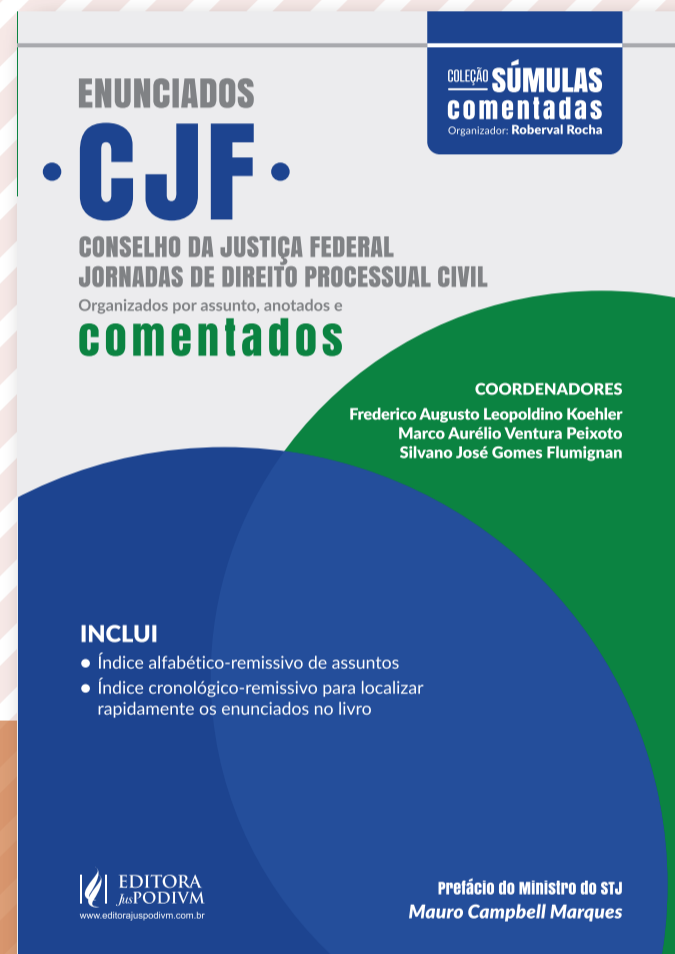 COLEÇÃO SÚMULAS
comentadas
Organizador: Roberval Rocha
ENUNCIADOS
• CJF •
CONSELHO DA JUSTIÇA FEDERAL
JORNADAS DE DIREITO PROCESSUAL CIVIL
Organizados por assunto, anotados e
comentados
COORDENADORES
Frederico Augusto Leopoldino Koehler
Marco Aurélio Ventura Peixoto
Silvano José Gomes Flumignan
INCLUI
• Índice alfabético-remissivo de assuntos
• Índice cronológico-remissivo para localizar
rapidamente os enunciados no livro
EDITORA
JusPODIVM
www.editorajuspodivm.com.br
Prefácio do Ministro do STJ
Mauro Campbell Marques